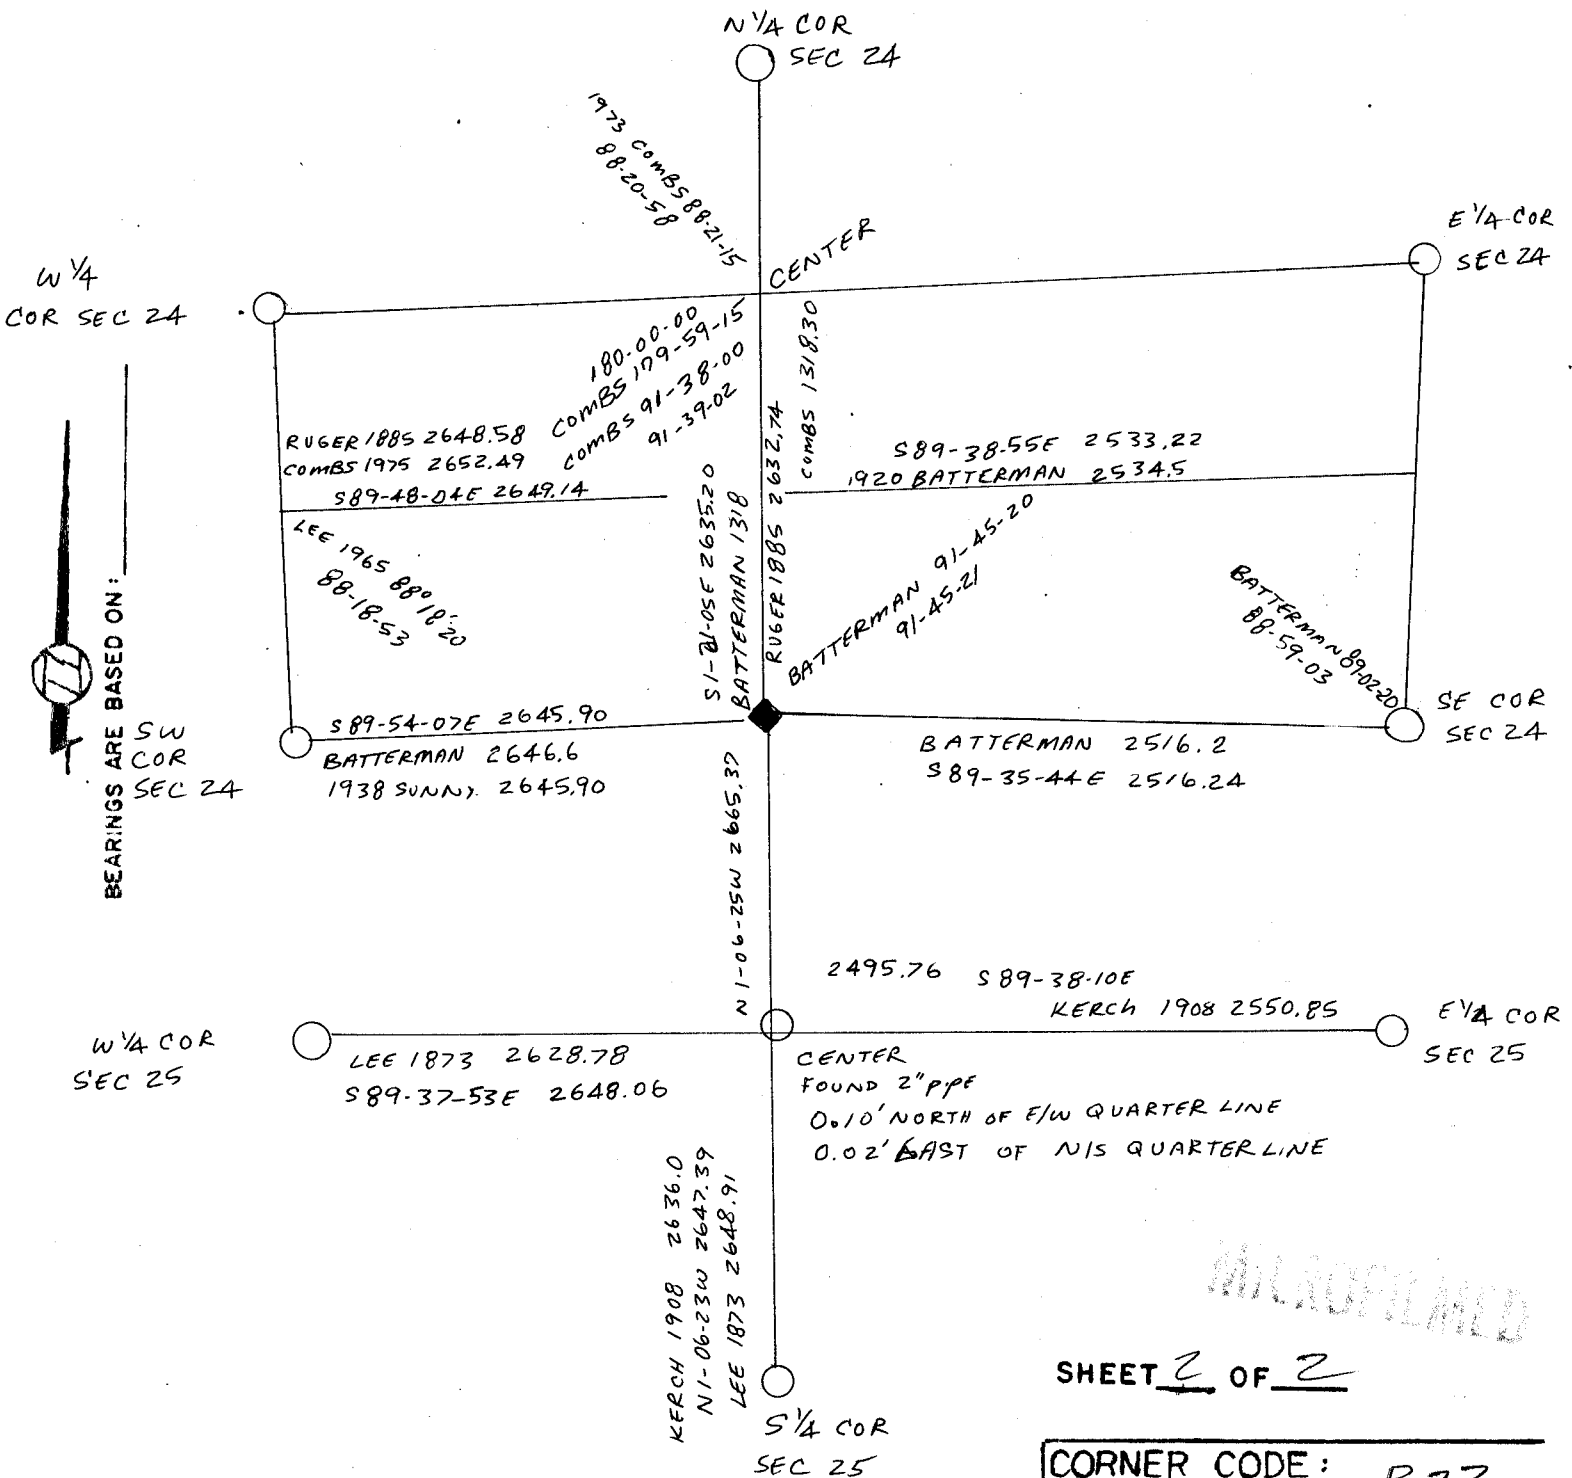 N 1/4 COR
SEC 24
1973 COMBS 88-21-15
88-20-58
CENTER
E 1/4 COR
SEC 24
W 1/4
COR SEC 24
180-00-00
COMBS 179-59-15
COMBS 91-38-00
91-39-02
COMBS 1318.30
RUGER 1885 2648.58
COMBS 1975 2652.49
S89-48-04E 2649.14
S89-38-55E 2533.22
1920 BATTERMAN 2534.5
LEE 1965 88° 18' 20
88-18-53
S1-21-05E 2635.20
BATTERMAN 1318
RUGER 1885 2632.74
BATTERMAN 91-45-20
91-45-21
BATTERMAN 89-02-20
88-59-03
BEARINGS ARE BASED ON:
SW
COR
SEC 24
S89-54-07E 2645.90
BATTERMAN 2646.6
1938 SUNNY 2645.90
BATTERMAN 2516.2
S89-35-44E 2516.24
SE COR
SEC 24
N1-06-25W 2665.37
2495.76 S89-38-10E
KERCH 1908 2550.85
W 1/4 COR
SEC 25
LEE 1873 2628.78
S89-37-53E 2648.06
E 1/4 COR
SEC 25
CENTER
FOUND 2" PIPE
0.10' NORTH OF E/W QUARTER LINE
0.02' EAST OF N/S QUARTER LINE
KERCH 1908 2636.0
N1-06-23W 2647.39
LEE 1873 2648.91
S 1/4 COR
SEC 25
MICROFILMED
SHEET 2 OF 2
CORNER CODE: